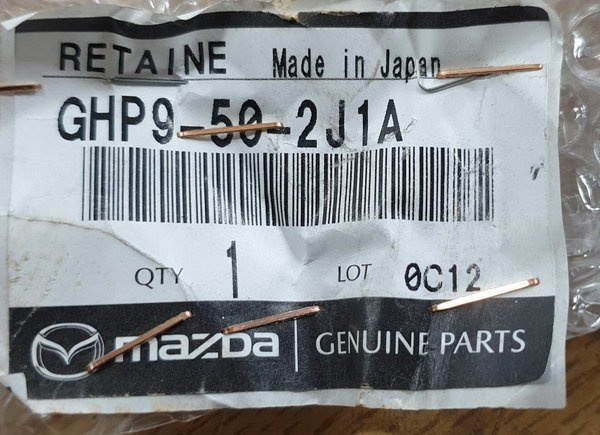 RETAINE Made in Japan
GHP9-50-2J1A
QTY 1 LOT 0C12
mazda GENUINE PARTS